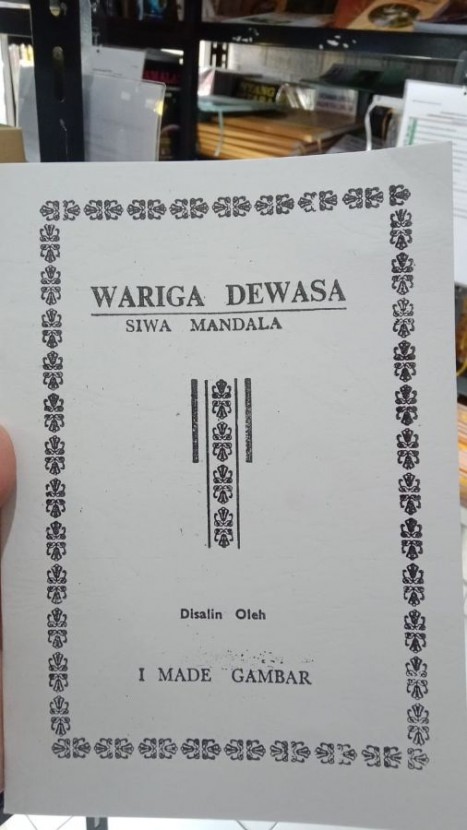 WARIGA DEWASA
SIWA MANDALA
Disalin Oleh
I MADE GAMBAR